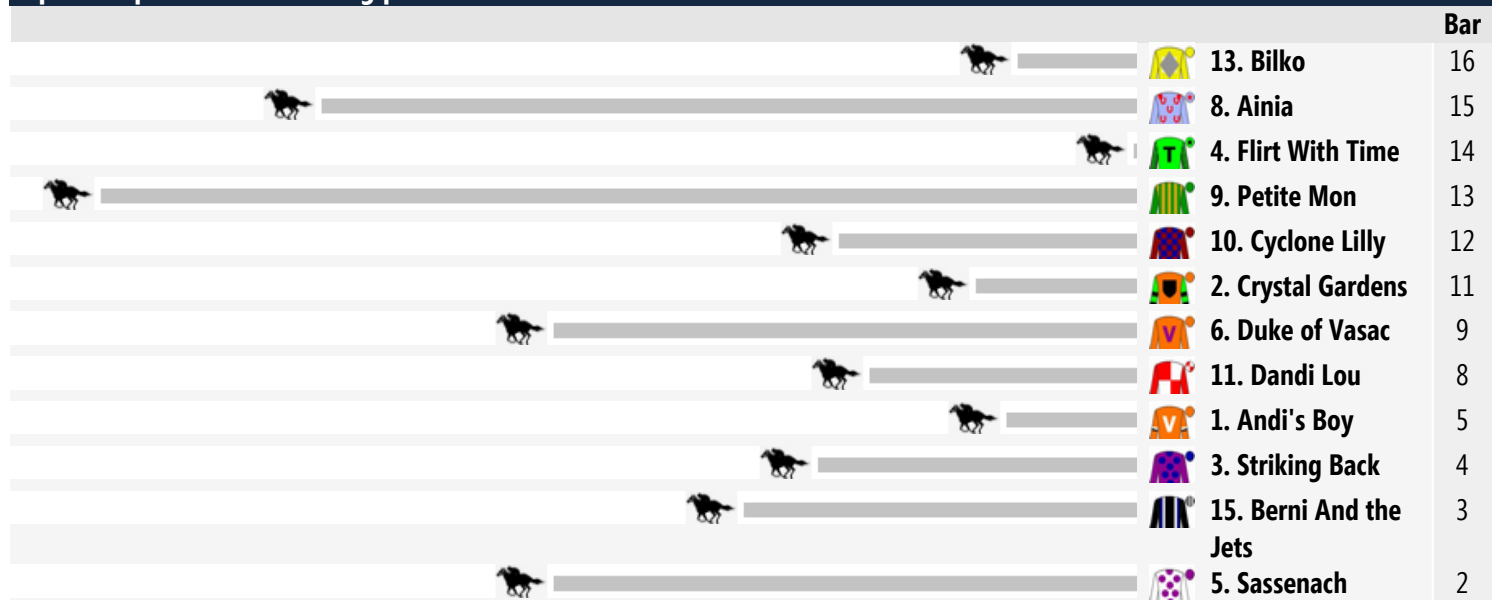 Bar
13. Bilko 16
8. Ainia 15
T
4. Flirt With Time 14
9. Petite Mon 13
10. Cyclone Lilly 12
2. Crystal Gardens 11
V
6. Duke of Vasac 9
11. Dandi Lou 8
V
1. Andi's Boy 5
3. Striking Back 4
15. Berni And the 3
Jets
5. Sassenach 2